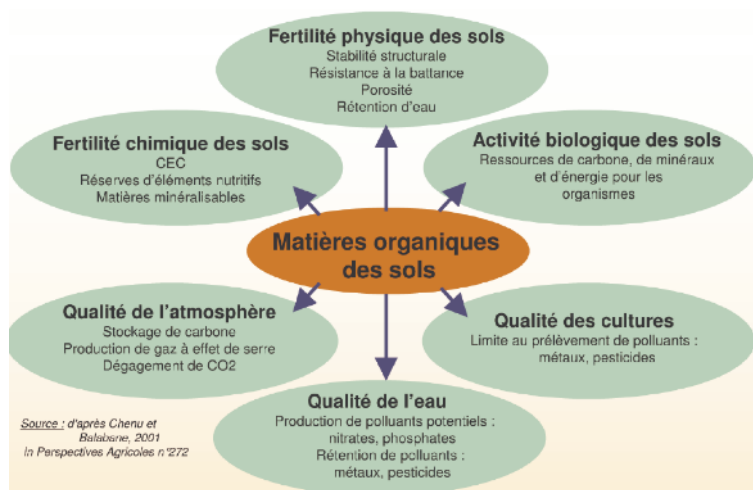 Fertilité physique des sols
Stabilité structurale
Résistance à la battance
Porosité
Rétention d'eau
Fertilité chimique des sols
CEC
Réserves d'éléments nutritifs
Matières minéralisables
Activité biologique des sols
Ressources de carbone, de minéraux
et d'énergie pour les
organismes
Matières organiques
des sols
Qualité de l'atmosphère
Stockage de carbone
Production de gaz à effet de serre
Dégagement de CO2
Qualité des cultures
Limite au prélèvement de polluants :
métaux, pesticides
Qualité de l'eau
Production de polluants potentiels :
nitrates, phosphates
Rétention de polluants :
métaux, pesticides
Source : d'après Chenu et
Balabane, 2001
In Perspectives Agricoles n°272